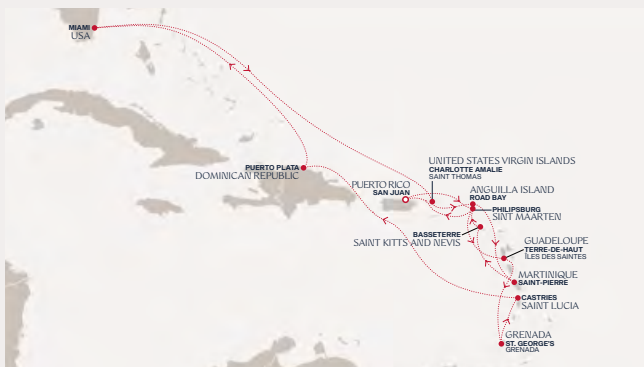 MIAMI
USA
PUERTO PLATA
DOMINICAN REPUBLIC
PUERTO RICO
SAN JUAN
UNITED STATES VIRGIN ISLANDS
CHARLOTTE AMALIE
SAINT THOMAS
ANGUILLA ISLAND
ROAD BAY
PHILIPSBURG
SINT MAARTEN
BASSETERRE
SAINT KITTS AND NEVIS
GUADELOUPE
TERRE-DE-HAUT
ÎLES DES SAINTES
MARTINIQUE
SAINT-PIERRE
CASTRIES
SAINT LUCIA
GRENADA
ST. GEORGE'S
GRENADA